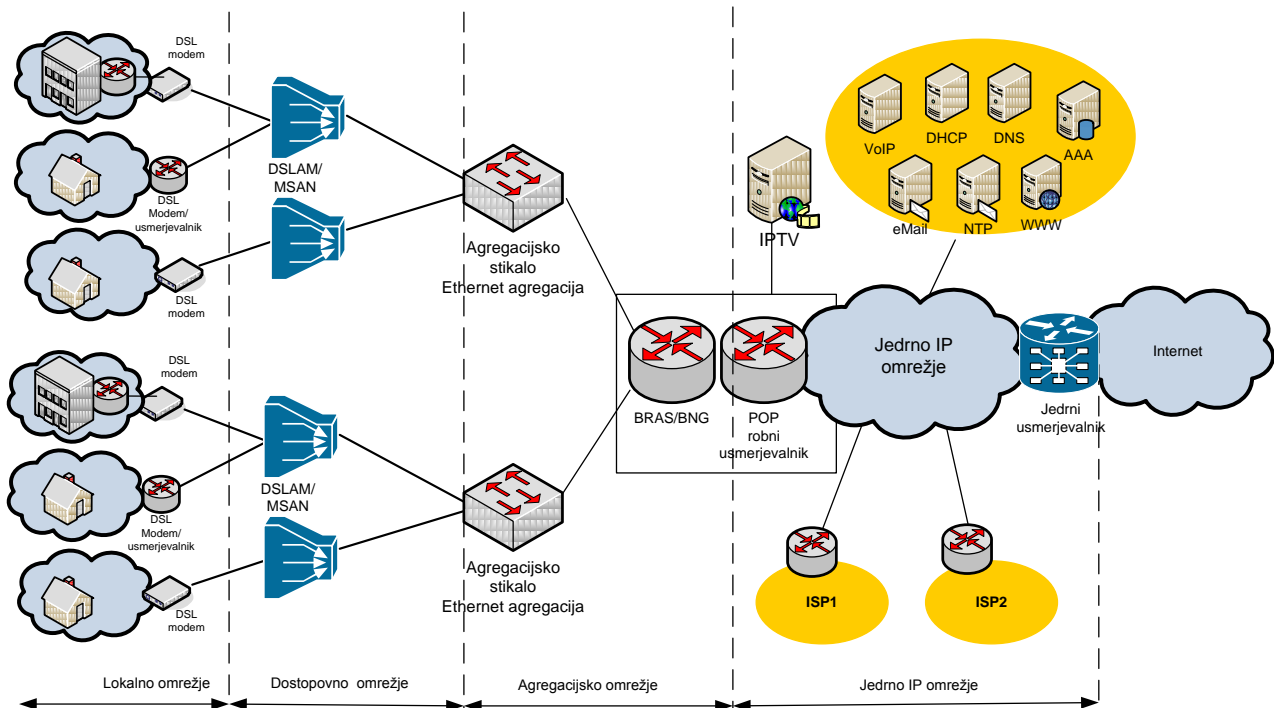 DSL
modem
DSL
Modem/
usmerjevalnik
DSL
modem
DSLAM/
MSAN
Agregacijsko
stikalo
Ethernet agregacija
IPTV
VoIP
DHCP
DNS
AAA
eMail
NTP
WWW
BRAS/BNG
POP
robni
usmerjevalnik
Jedrno IP
omrežje
Jedrni
usmerjevalnik
Internet
DSL
modem
DSL
Modem/
usmerjevalnik
DSL
modem
DSLAM/
MSAN
Agregacijsko
stikalo
Ethernet agregacija
ISP1
ISP2
Lokalno omrežje
Dostopovno omrežje
Agregacijsko omrežje
Jedrno IP omrežje